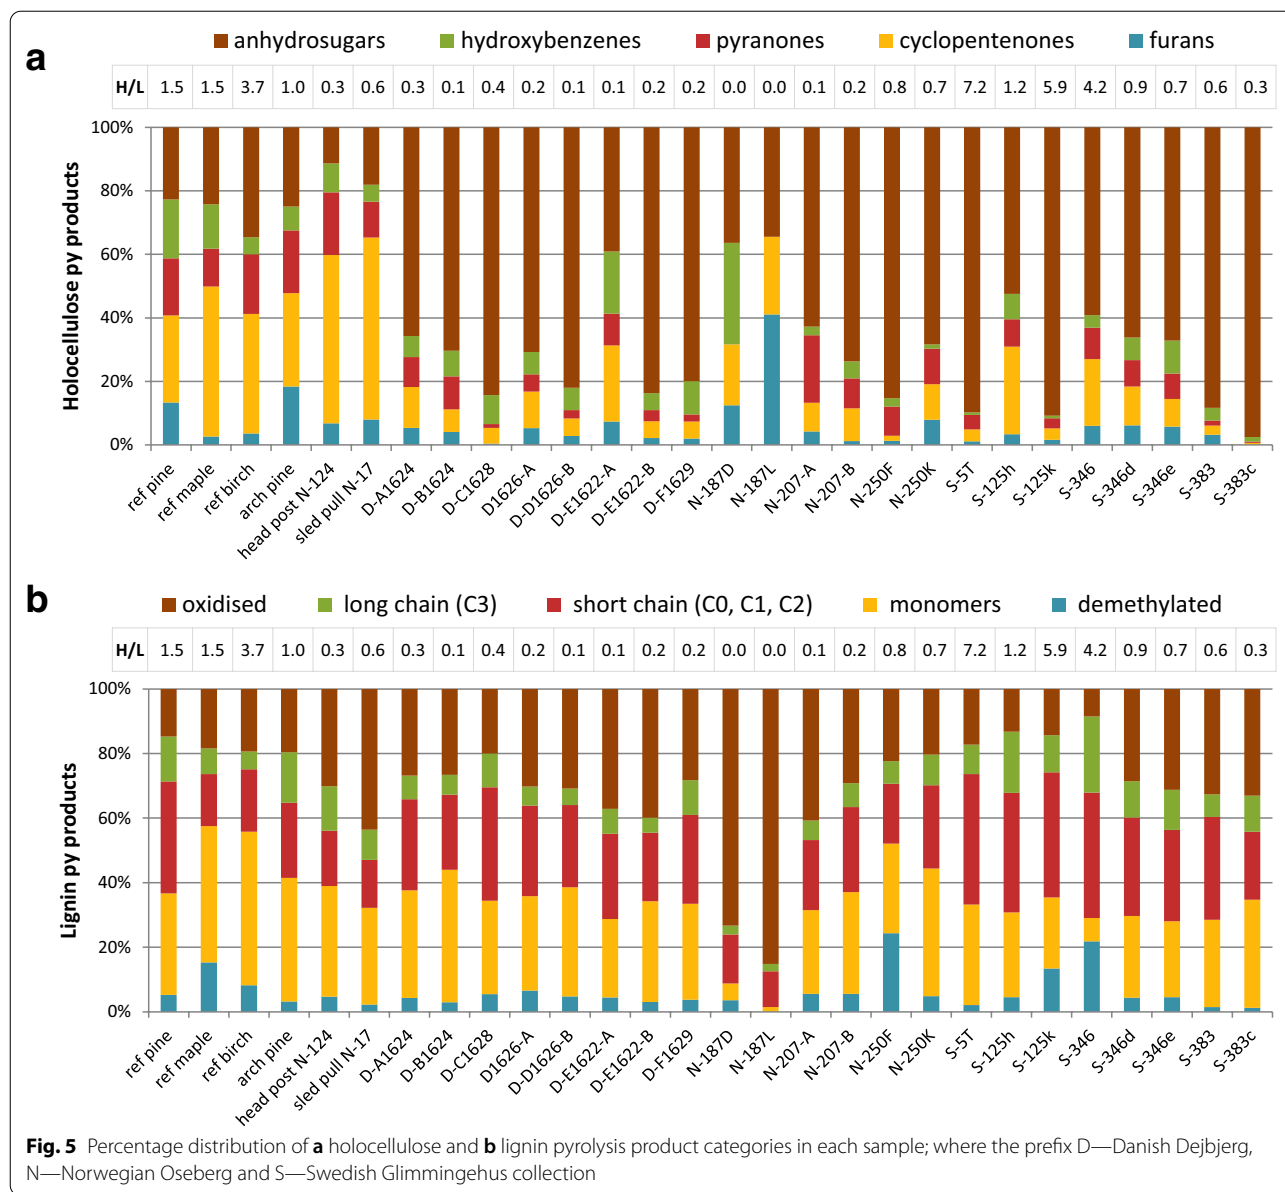 a
anhydrosugars hydroxybenzenes pyranones cyclopentenones furans
H/L 1.5 1.5 3.7 1.0 0.3 0.6 0.3 0.1 0.4 0.2 0.1 0.1 0.2 0.2 0.0 0.0 0.1 0.2 0.8 0.7 7.2 1.2 5.9 4.2 0.9 0.7 0.6 0.3
Holocellulose py products
100%
80%
60%
40%
20%
0%
ref pine ref maple ref birch arch pine head post N-124 sled pull N-17 D-A1624 D-B1624 D-C1628 D1626-A D-D1626-B D-E1622-A D-E1622-B D-F1629 N-187D N-187L N-207-A N-207-B N-250F N-250K S-5T S-125h S-125k S-346 S-346d S-346e S-383 S-383c
b
oxidised long chain (C3) short chain (C0, C1, C2) monomers demethylated
H/L 1.5 1.5 3.7 1.0 0.3 0.6 0.3 0.1 0.4 0.2 0.1 0.1 0.2 0.2 0.0 0.0 0.1 0.2 0.8 0.7 7.2 1.2 5.9 4.2 0.9 0.7 0.6 0.3
Lignin py products
100%
80%
60%
40%
20%
0%
ref pine ref maple ref birch arch pine head post N-124 sled pull N-17 D-A1624 D-B1624 D-C1628 D1626-A D-D1626-B D-E1622-A D-E1622-B D-F1629 N-187D N-187L N-207-A N-207-B N-250F N-250K S-5T S-125h S-125k S-346 S-346d S-346e S-383 S-383c
Fig. 5 Percentage distribution of a holocellulose and b lignin pyrolysis product categories in each sample; where the prefix D—Danish Dejbjerg,
N—Norwegian Oseberg and S—Swedish Glimmingehus collection